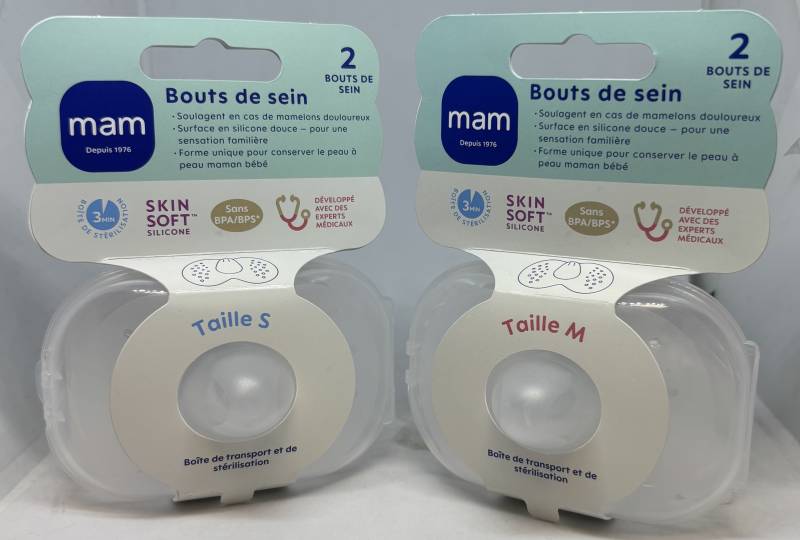 2
BOUTS DE
SEIN
mam
Depuis 1976
Bouts de sein
• Soulagent en cas de mamelons douloureux
• Surface en silicone douce – pour une
sensation familière
• Forme unique pour conserver le peau à
peau maman bébé
3 MIN
BOÎTE DE STÉRILISATION
SKIN
SOFT™
SILICONE
Sans
BPA/BPS*
DÉVELOPPÉ
AVEC DES
EXPERTS
MÉDICAUX
Taille S
Boîte de transport et de
stérilisation
2
BOUTS DE
SEIN
mam
Depuis 1976
Bouts de sein
• Soulagent en cas de mamelons douloureux
• Surface en silicone douce – pour une
sensation familière
• Forme unique pour conserver le peau à
peau maman bébé
3 MIN
BOÎTE DE STÉRILISATION
SKIN
SOFT™
SILICONE
Sans
BPA/BPS*
DÉVELOPPÉ
AVEC DES
EXPERTS
MÉDICAUX
Taille M
Boîte de transport et de
stérilisation